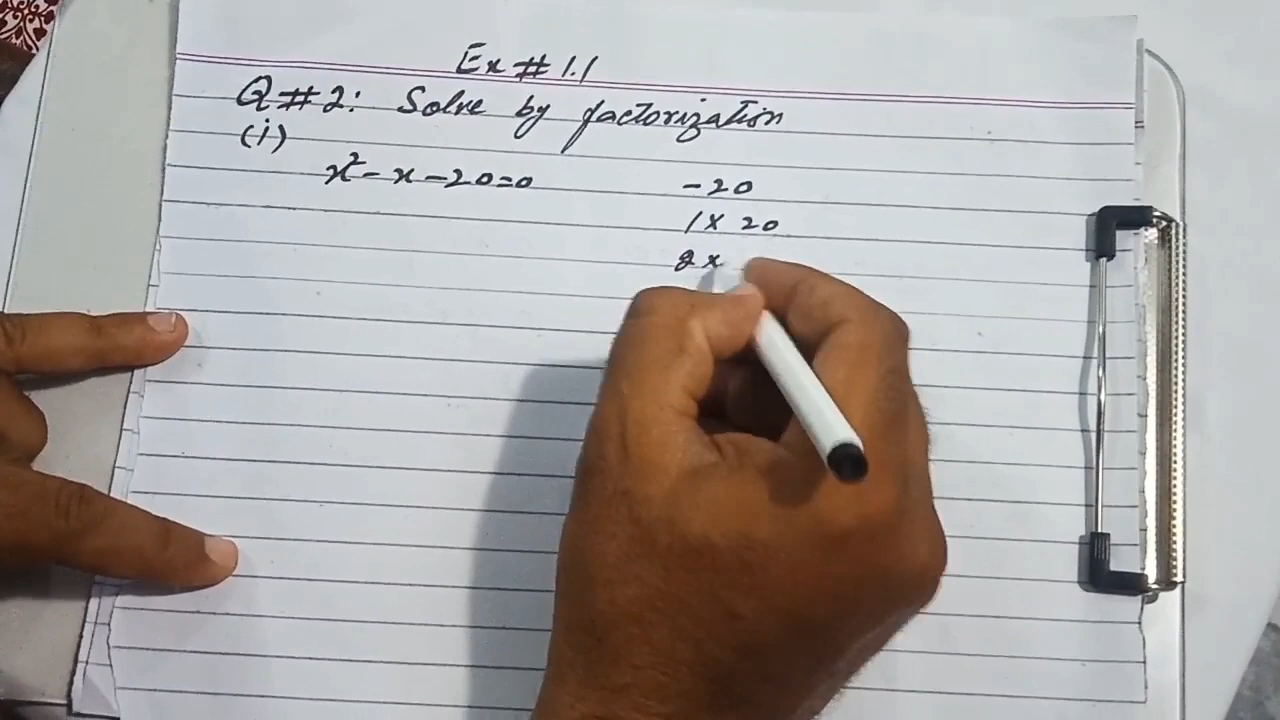 Ex # 1.1
Q # 2: Solve by factorization
(i)
x² - x - 20 = 0
- 20
1 × 20
2 ×